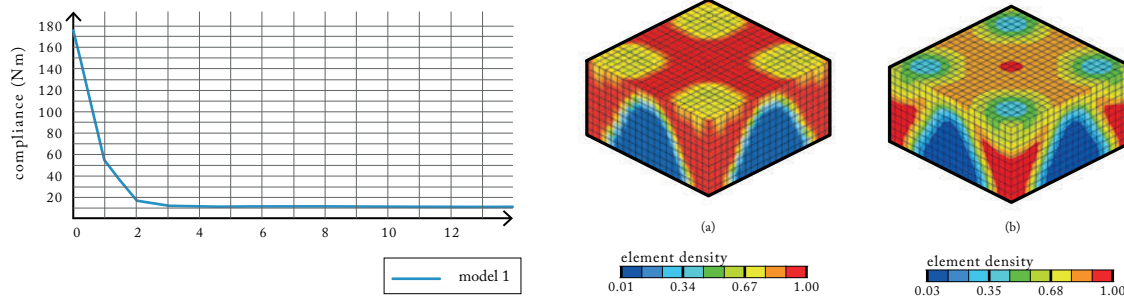 compliance (Nm)
180
160
140
120
100
80
60
40
20
0 2 4 6 8 10 12
model 1
(a)
element density
0.01 0.34 0.67 1.00
(b)
element density
0.03 0.35 0.68 1.00